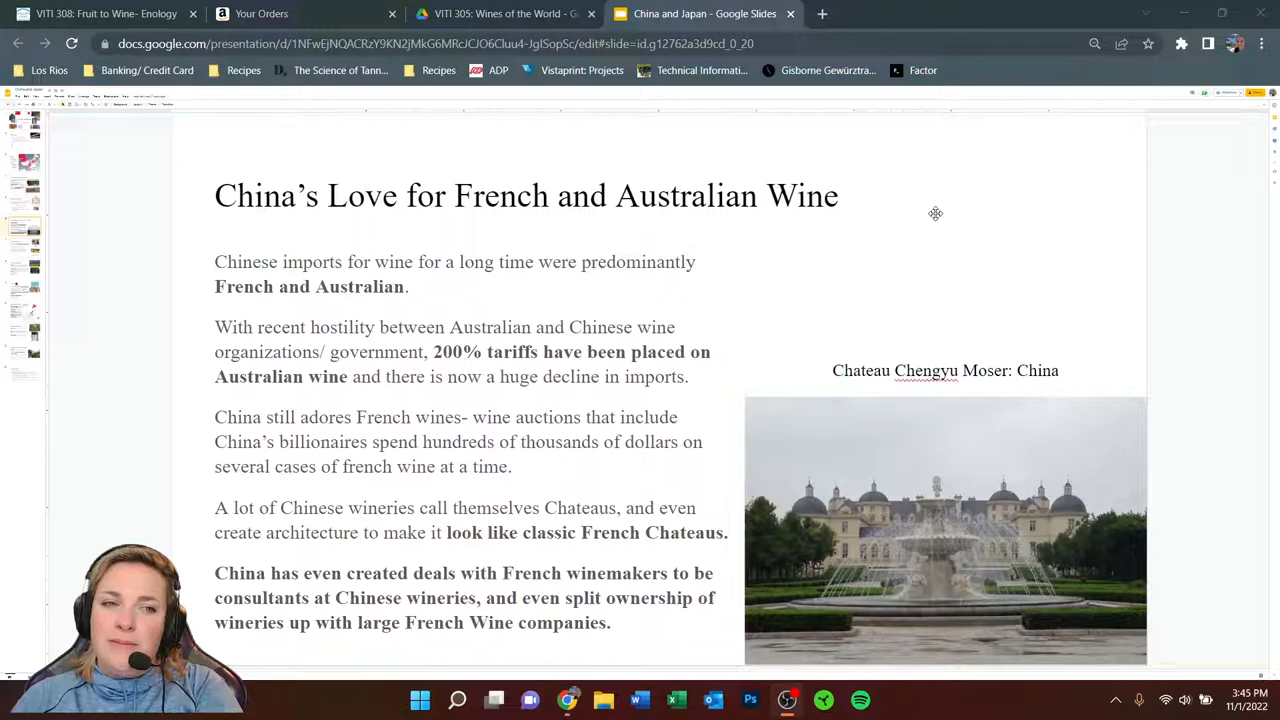 VITI 308: Fruit to Wine- Enology
Your Orders
VITI 305: Wines of the World - G
China and Japan - Google Slides
docs.google.com/presentation/d/1NFwEjNQACRzY9KN2jMkG6MRcJCJO6Cluu4-JgISopSc/edit#slide=id.g12762a3d9cd_0_20
Los Rios
Banking/ Credit Card
Recipes
The Science of Tann...
Recipes
ADP
Autosprint: Projects
Technical Informati...
Gisborne Gewürztra...
Factor
China's Love for French and Australian Wine
Chinese imports for wine for a long time were predominantly
French and Australian.
With recent hostility between Australian and Chinese wine
organizations/ government, 200% tariffs have been placed on
Australian wine and there is now a huge decline in imports.
China still adores French wines- wine auctions that include
China's billionaires spend hundreds of thousands of dollars on
several cases of french wine at a time.
A lot of Chinese wineries call themselves Chateaus, and even
create architecture to make it look like classic French Chateaus.
China has even created deals with French winemakers to be
consultants at Chinese wineries, and even split ownership of
wineries up with large French Wine companies.
Chateau Chengyu Moser: China
3:45 PM
11/1/2022